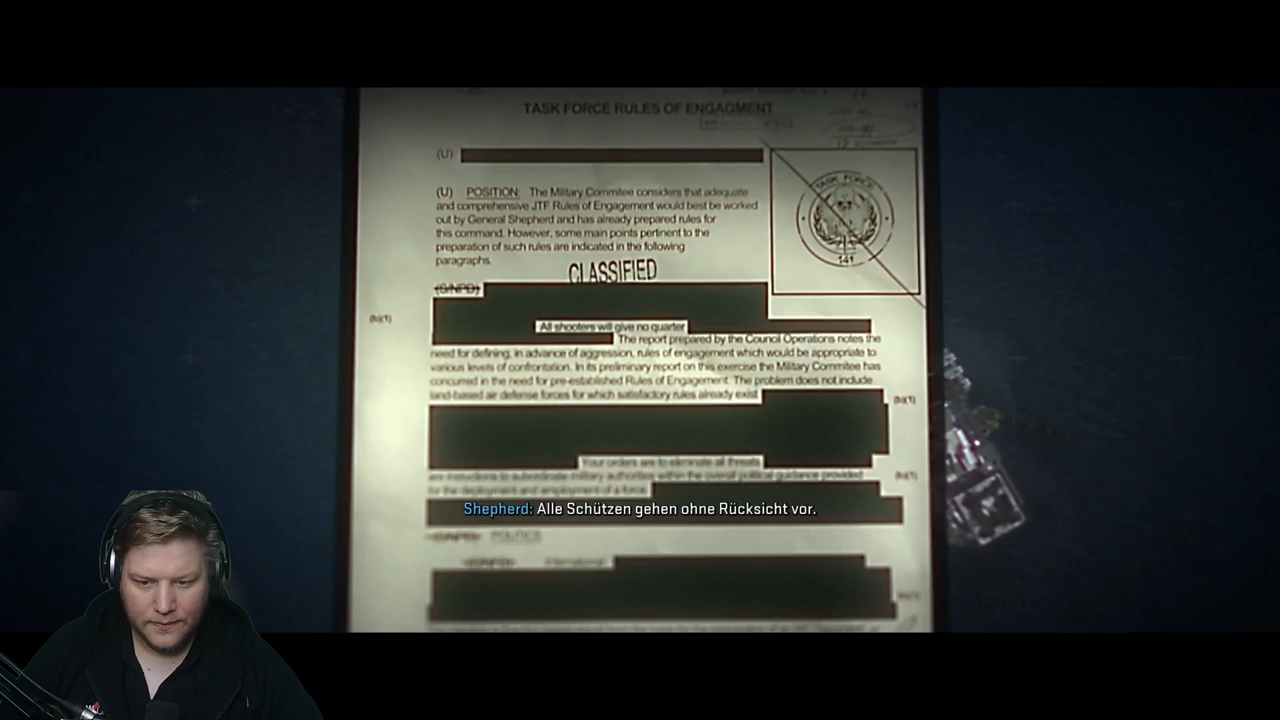 TASK FORCE RULES OF ENGAGMENT
(U)
(U) POSITION: The Military Commitee considers that adequate
and comprehensive JTF Rules of Engagement would best be worked
out by General Shepherd and has already prepared rules for
this command. However, some main points pertinent to the
preparation of such rules are indicated in the following
paragraphs.
TASK FORCE
141
CLASSIFIED
(S/NPD)
(b)(1)
All shooters will give no quarter
The report prepared by the Council Operations notes the
need for defining, in advance of aggression, rules of engagement which would be appropriate to
various levels of confrontation. In its preliminary report on this exercise the Military Commitee has
concurred in the need for pre-established Rules of Engagement. The problem does not include
land-based air defense forces for which satisfactory rules already exist
(b)(1)
Your orders are to eliminate all threats
are instructions to subordinate military authorities within the overall political guidance provided
(b)(1)
for the deployment and employment of a force
Shepherd: Alle Schützen gehen ohne Rücksicht vor.
POLITICS
International